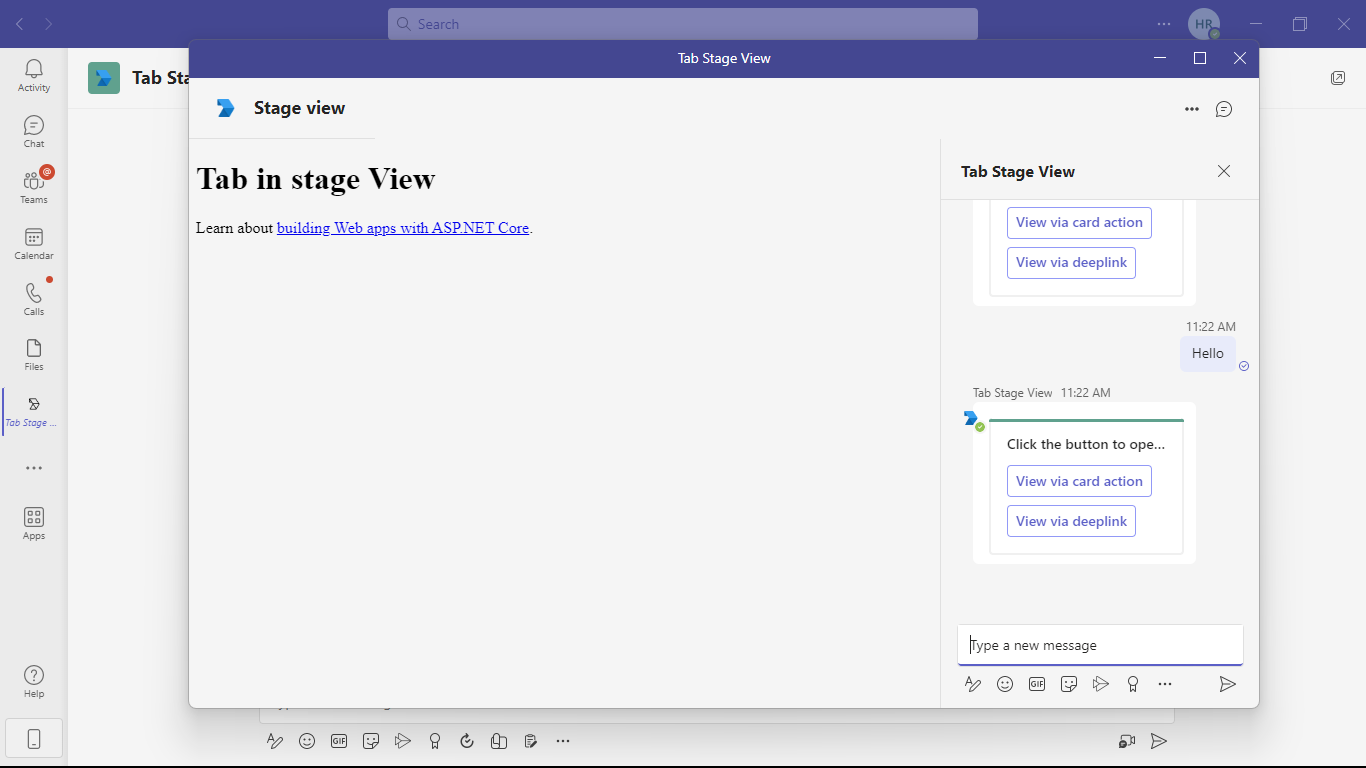 Search
HR
Tab Stage View
Activity
Chat
@
Teams
Calendar
Calls
Files
Tab Stage ...
Apps
Help
Tab Sta
Stage view
Tab in stage View
Learn about building Web apps with ASP.NET Core.
Tab Stage View
View via card action
View via deeplink
11:22 AM
Hello
Tab Stage View 11:22 AM
Click the button to ope...
View via card action
View via deeplink
Type a new message
GIF
GIF